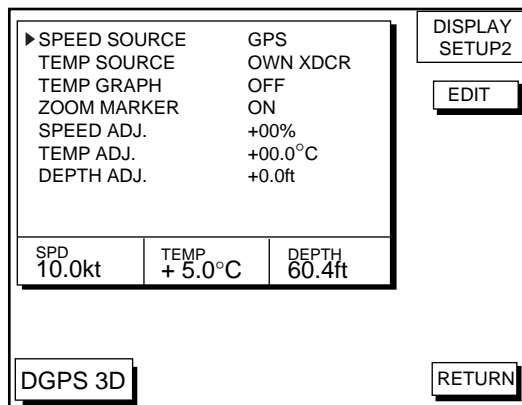 DISPLAY
SETUP2
▶SPEED SOURCE GPS
TEMP SOURCE OWN XDCR
TEMP GRAPH OFF
ZOOM MARKER ON
SPEED ADJ. +00%
TEMP ADJ. +00.0°C
DEPTH ADJ. +0.0ft
EDIT
SPD TEMP DEPTH
10.0kt + 5.0°C 60.4ft
DGPS 3D
RETURN